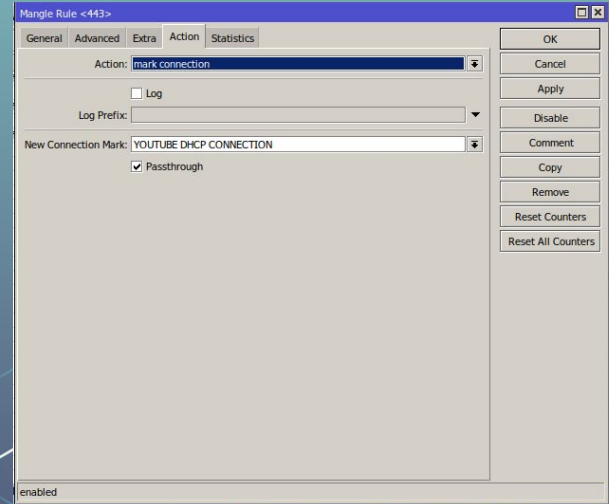 Mangle Rule <443>
General Advanced Extra Action Statistics
Action: mark connection
Log
Log Prefix:
New Connection Mark: YOUTUBE DHCP CONNECTION
Passthrough
OK
Cancel
Apply
Disable
Comment
Copy
Remove
Reset Counters
Reset All Counters
enabled